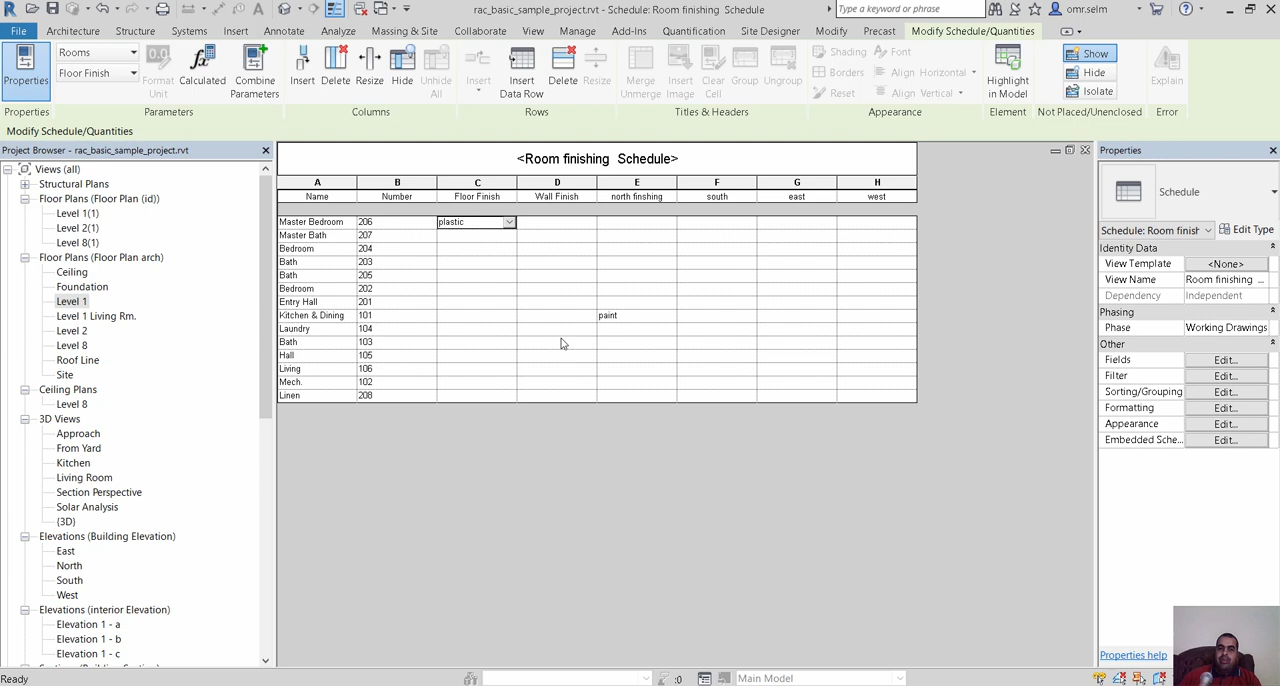 rac_basic_sample_project.rvt - Schedule: Room finishing Schedule
Type a keyword or phrase
omr.selm
File Architecture Structure Systems Insert Annotate Analyze Massing & Site Collaborate View Manage Add-Ins Quantification Site Designer Modify Precast Modify Schedule/Quantities
Properties
Rooms
Floor Finish
Format Unit
Calculated
Combine Parameters
Insert
Delete
Resize
Hide
Unhide All
Insert
Insert Data Row
Delete
Resize
Merge Unmerge
Insert Image
Clear Cell
Group
Ungroup
Shading
Borders
Reset
Font
Align Horizontal
Align Vertical
Highlight in Model
Show
Hide
Isolate
Explain
Properties Parameters Columns Rows Titles & Headers Appearance Element Not Placed/Unenclosed Error
Modify Schedule/Quantities
Project Browser - rac_basic_sample_project.rvt
Views (all)
Structural Plans
Floor Plans (Floor Plan (id))
Level 1(1)
Level 2(1)
Level 8(1)
Floor Plans (Floor Plan arch)
Ceiling
Foundation
Level 1
Level 1 Living Rm.
Level 2
Level 8
Roof Line
Site
Ceiling Plans
Level 8
3D Views
Approach
From Yard
Kitchen
Living Room
Section Perspective
Solar Analysis
{3D}
Elevations (Building Elevation)
East
North
South
West
Elevations (interior Elevation)
Elevation 1 - a
Elevation 1 - b
Elevation 1 - c
<Room finishing Schedule>
A B C D E F G H
Name Number Floor Finish Wall Finish north finshing south east west
Master Bedroom 206 plastic
Master Bath 207
Bedroom 204
Bath 203
Bath 205
Bedroom 202
Entry Hall 201
Kitchen & Dining 101 paint
Laundry 104
Bath 103
Hall 105
Living 106
Mech. 102
Linen 208
Properties
Schedule
Schedule: Room finist
Edit Type
Identity Data
View Template <None>
View Name Room finishing ...
Dependency Independent
Phasing
Phase Working Drawings
Other
Fields Edit...
Filter Edit...
Sorting/Grouping Edit...
Formatting Edit...
Appearance Edit...
Embedded Sche... Edit...
Properties help
Ready
:0
Main Model